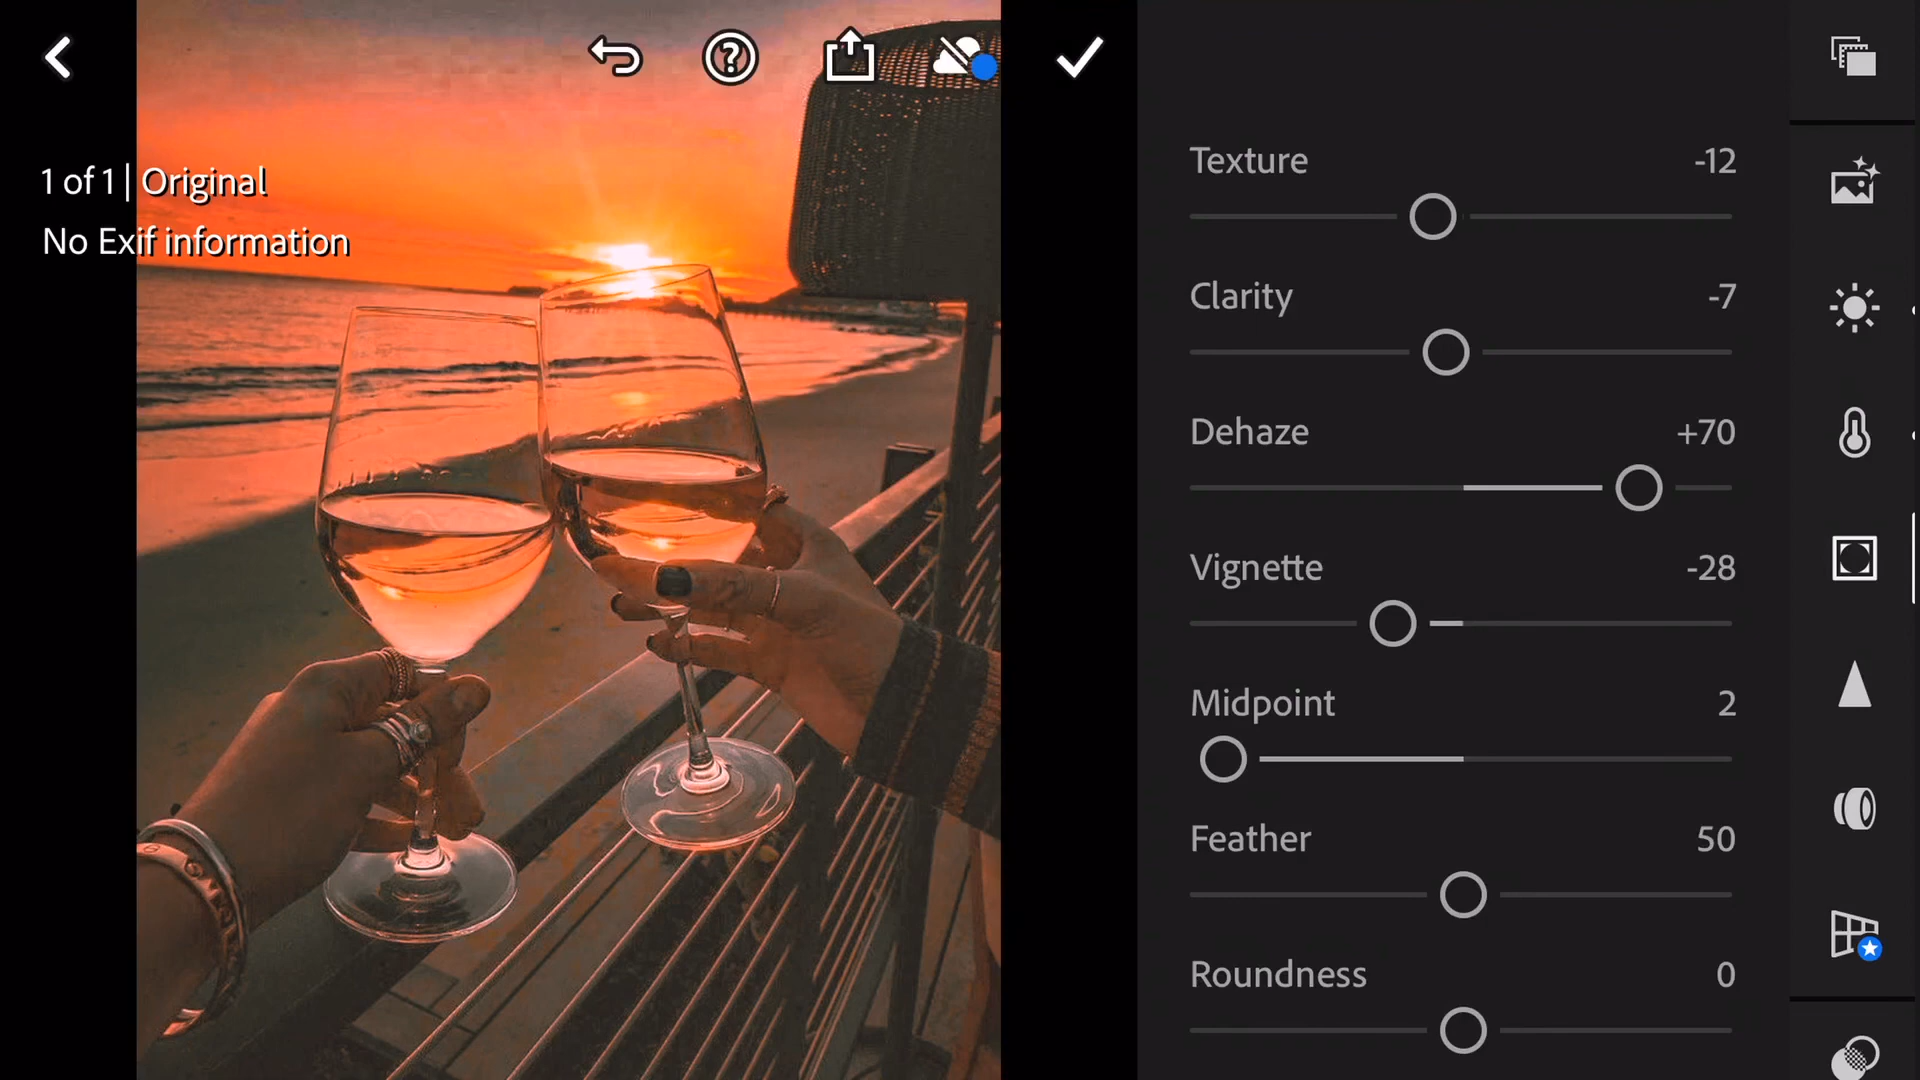 1 of 1 | Original
No Exif information
Texture -12
Clarity -7
Dehaze +70
Vignette -28
Midpoint 2
Feather 50
Roundness 0